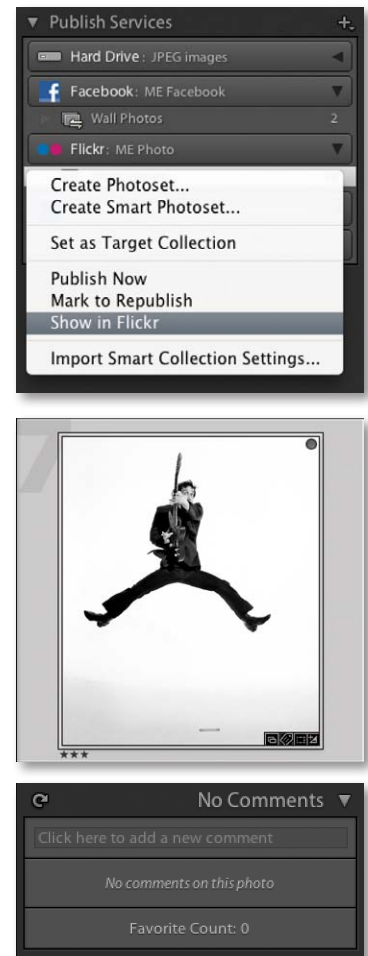 Publish Services
Hard Drive: JPEG images
Facebook: ME Facebook
Wall Photos 2
Flickr: ME Photo
Create Photoset...
Create Smart Photoset...
Set as Target Collection
Publish Now
Mark to Republish
Show in Flickr
Import Smart Collection Settings...
7
No Comments
Click here to add a new comment
No comments on this photo
Favorite Count: 0